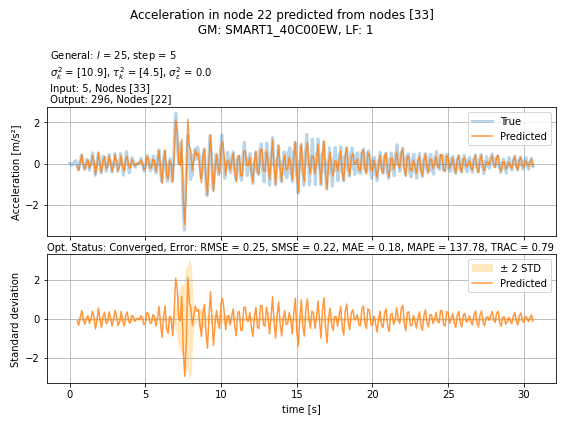 Acceleration in node 22 predicted from nodes [33]
GM: SMART1_40C00EW, LF: 1
General: l = 25, step = 5
σ²ₖ = [10.9], τ²ₖ = [4.5], σ²ε = 0.0
Input: 5, Nodes [33]
Output: 296, Nodes [22]
Acceleration [m/s²]
2
0
−2
True
Predicted
Opt. Status: Converged, Error: RMSE = 0.25, SMSE = 0.22, MAE = 0.18, MAPE = 137.78, TRAC = 0.79
Standard deviation
2
0
−2
± 2 STD
Predicted
0 5 10 15 20 25 30
time [s]